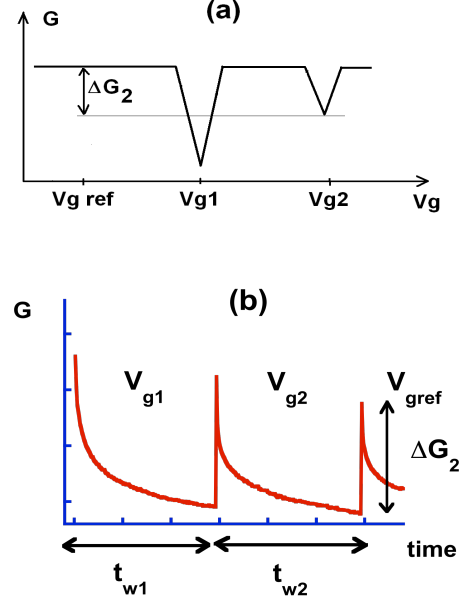 (a)
G
ΔG2
Vg ref Vg1 Vg2 Vg
(b)
G
Vg1 Vg2 Vgref
ΔG2
time
tw1 tw2